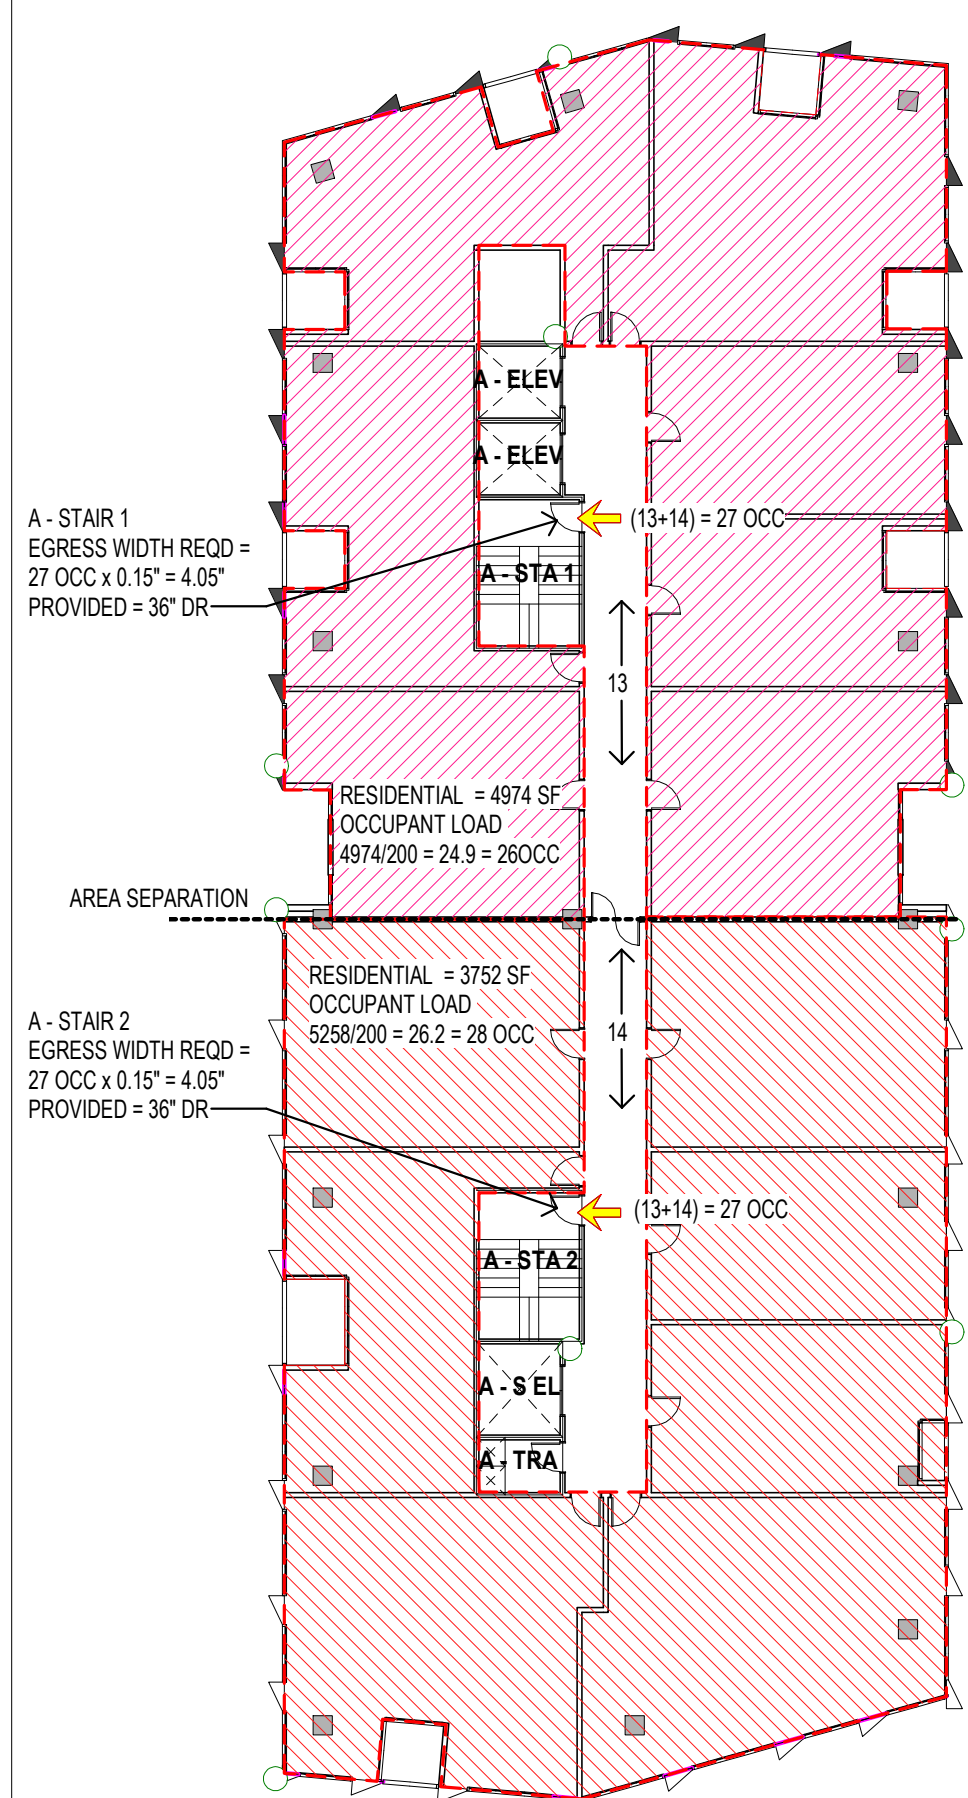 A - ELEV
A - ELEV
A - STAIR 1
EGRESS WIDTH REQD =
27 OCC x 0.15" = 4.05"
PROVIDED = 36" DR
(13+14) = 27 OCC
A - STA 1
13
RESIDENTIAL = 4974 SF
OCCUPANT LOAD
4974/200 = 24.9 = 26OCC
AREA SEPARATION
RESIDENTIAL = 3752 SF
OCCUPANT LOAD
5258/200 = 26.2 = 28 OCC
14
A - STAIR 2
EGRESS WIDTH REQD =
27 OCC x 0.15" = 4.05"
PROVIDED = 36" DR
(13+14) = 27 OCC
A - STA 2
A - S EL
A - TRA